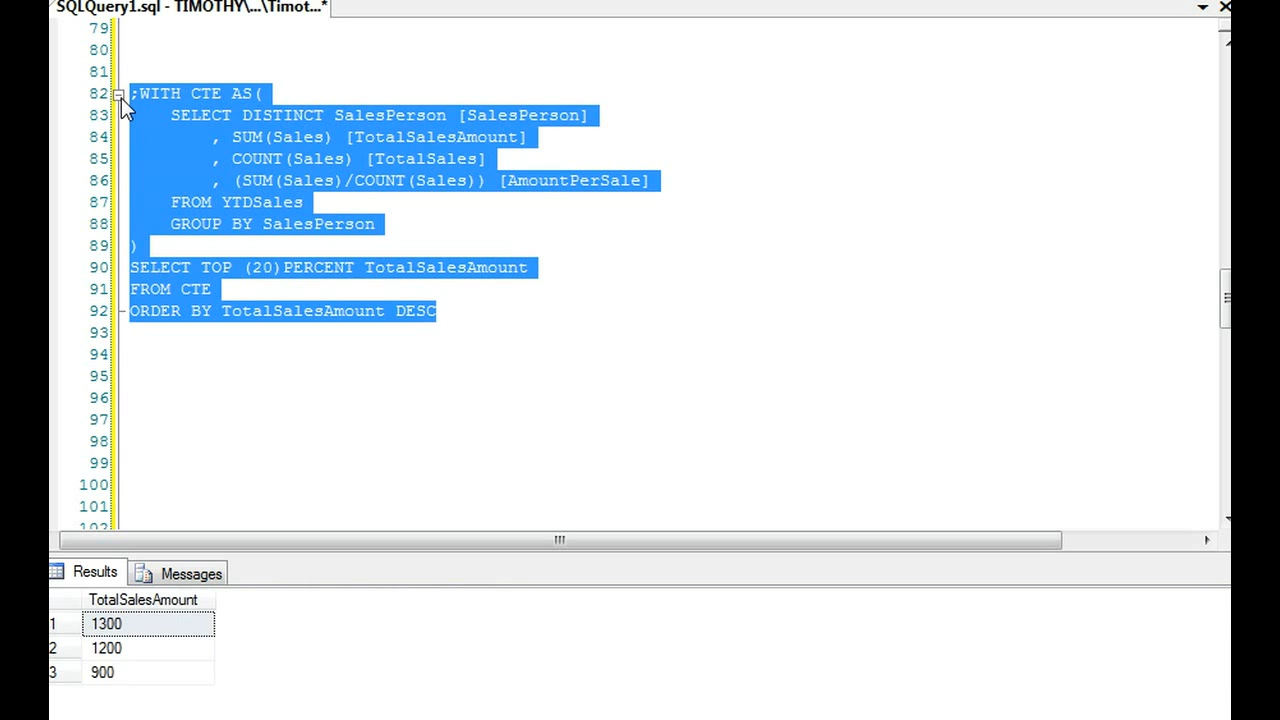 SQLQuery1.sql - TIMOTHY\...\Timot...*
79
80
81
82 ;WITH CTE AS(
83 SELECT DISTINCT SalesPerson [SalesPerson]
84 , SUM(Sales) [TotalSalesAmount]
85 , COUNT(Sales) [TotalSales]
86 , (SUM(Sales)/COUNT(Sales)) [AmountPerSale]
87 FROM YTDSales
88 GROUP BY SalesPerson
89 )
90 SELECT TOP (20)PERCENT TotalSalesAmount
91 FROM CTE
92 ORDER BY TotalSalesAmount DESC
93
94
95
96
97
98
99
100
101
102
Results Messages
TotalSalesAmount
1 1300
2 1200
3 900